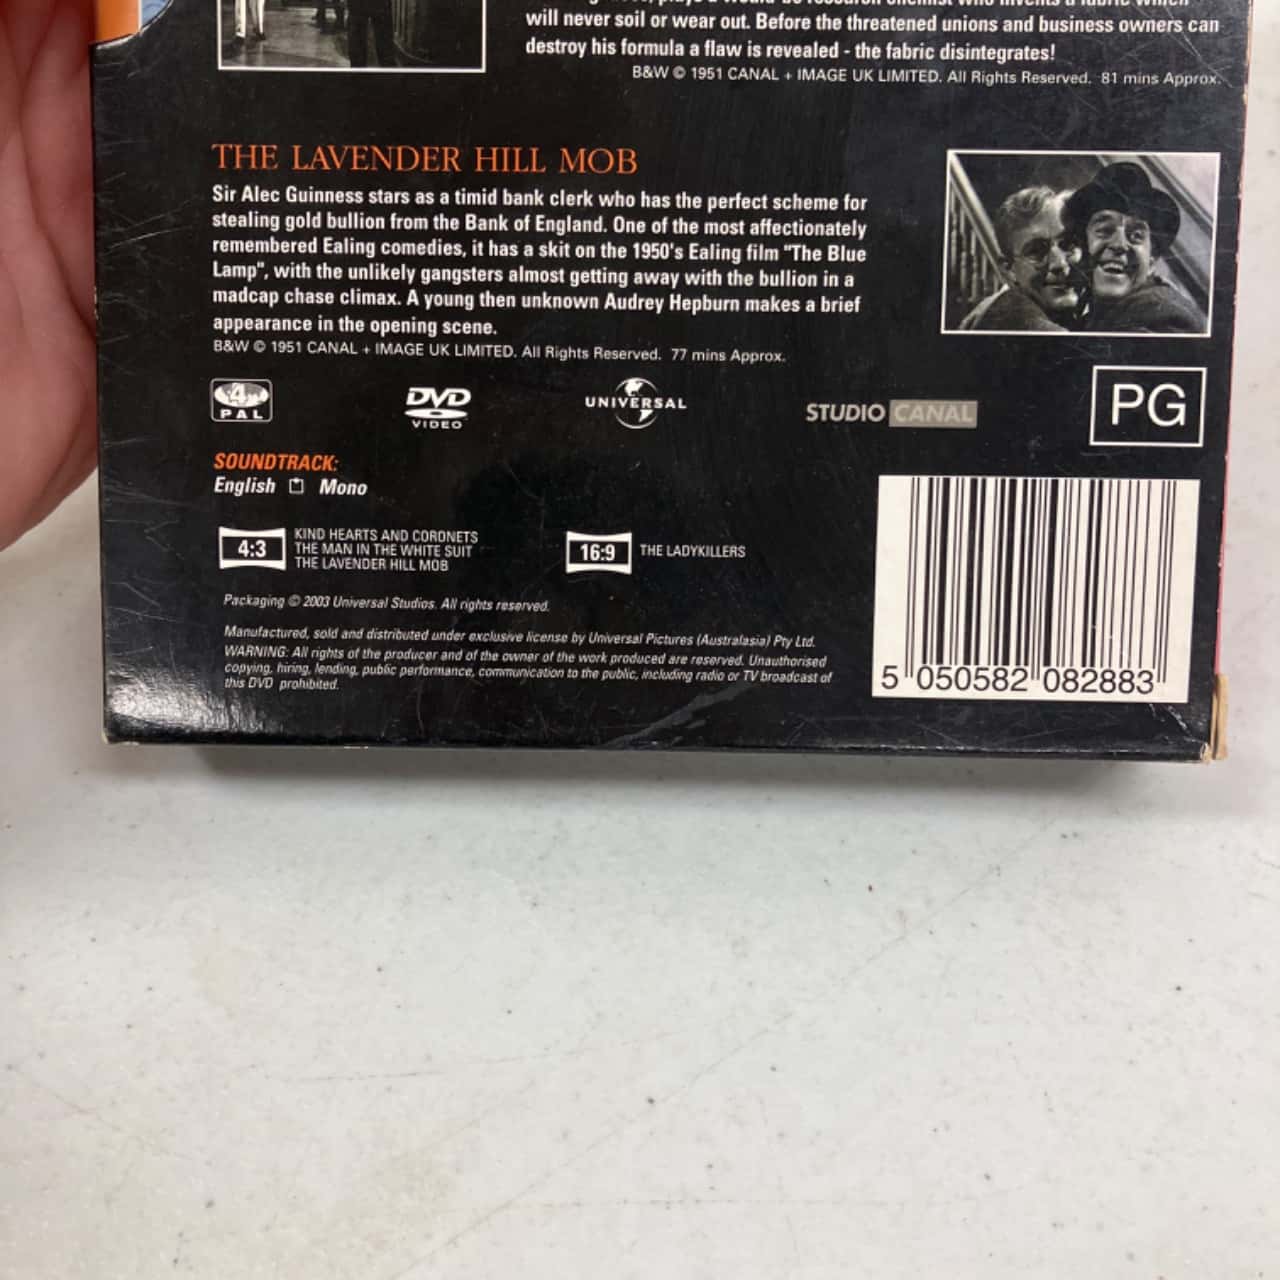 will never soil or wear out. Before the threatened unions and business owners can
destroy his formula a flaw is revealed - the fabric disintegrates!
B&W © 1951 CANAL + IMAGE UK LIMITED. All Rights Reserved. 81 mins Approx.
THE LAVENDER HILL MOB
Sir Alec Guinness stars as a timid bank clerk who has the perfect scheme for
stealing gold bullion from the Bank of England. One of the most affectionately
remembered Ealing comedies, it has a skit on the 1950's Ealing film "The Blue
Lamp", with the unlikely gangsters almost getting away with the bullion in a
madcap chase climax. A young then unknown Audrey Hepburn makes a brief
appearance in the opening scene.
B&W © 1951 CANAL + IMAGE UK LIMITED. All Rights Reserved. 77 mins Approx.
4
PAL
DVD
VIDEO
UNIVERSAL
STUDIO CANAL
PG
SOUNDTRACK:
English Mono
4:3
KIND HEARTS AND CORONETS
THE MAN IN THE WHITE SUIT
THE LAVENDER HILL MOB
16:9
THE LADYKILLERS
Packaging © 2003 Universal Studios. All rights reserved.
Manufactured, sold and distributed under exclusive license by Universal Pictures (Australasia) Pty Ltd.
WARNING: All rights of the producer and of the owner of the work produced are reserved. Unauthorised
copying, hiring, lending, public performance, communication to the public, including radio or TV broadcast of
this DVD prohibited.
5 050582 082883